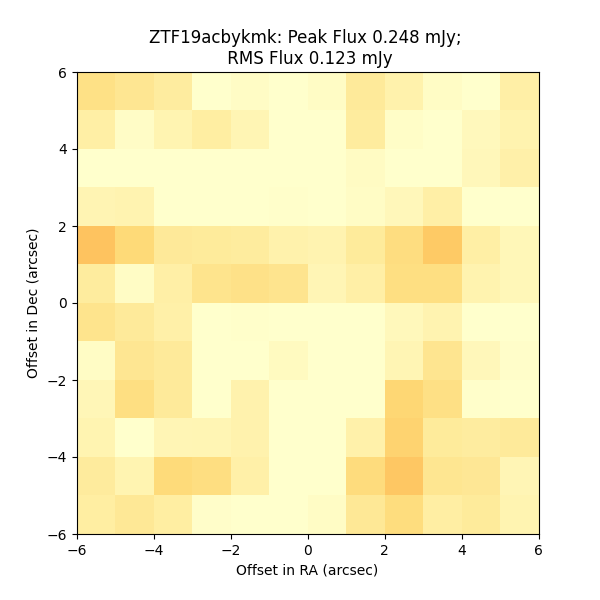 ZTF19acbykmk: Peak Flux 0.248 mJy;
RMS Flux 0.123 mJy
6
4
2
0
−2
−4
−6
Offset in Dec (arcsec)
−6 −4 −2 0 2 4 6
Offset in RA (arcsec)